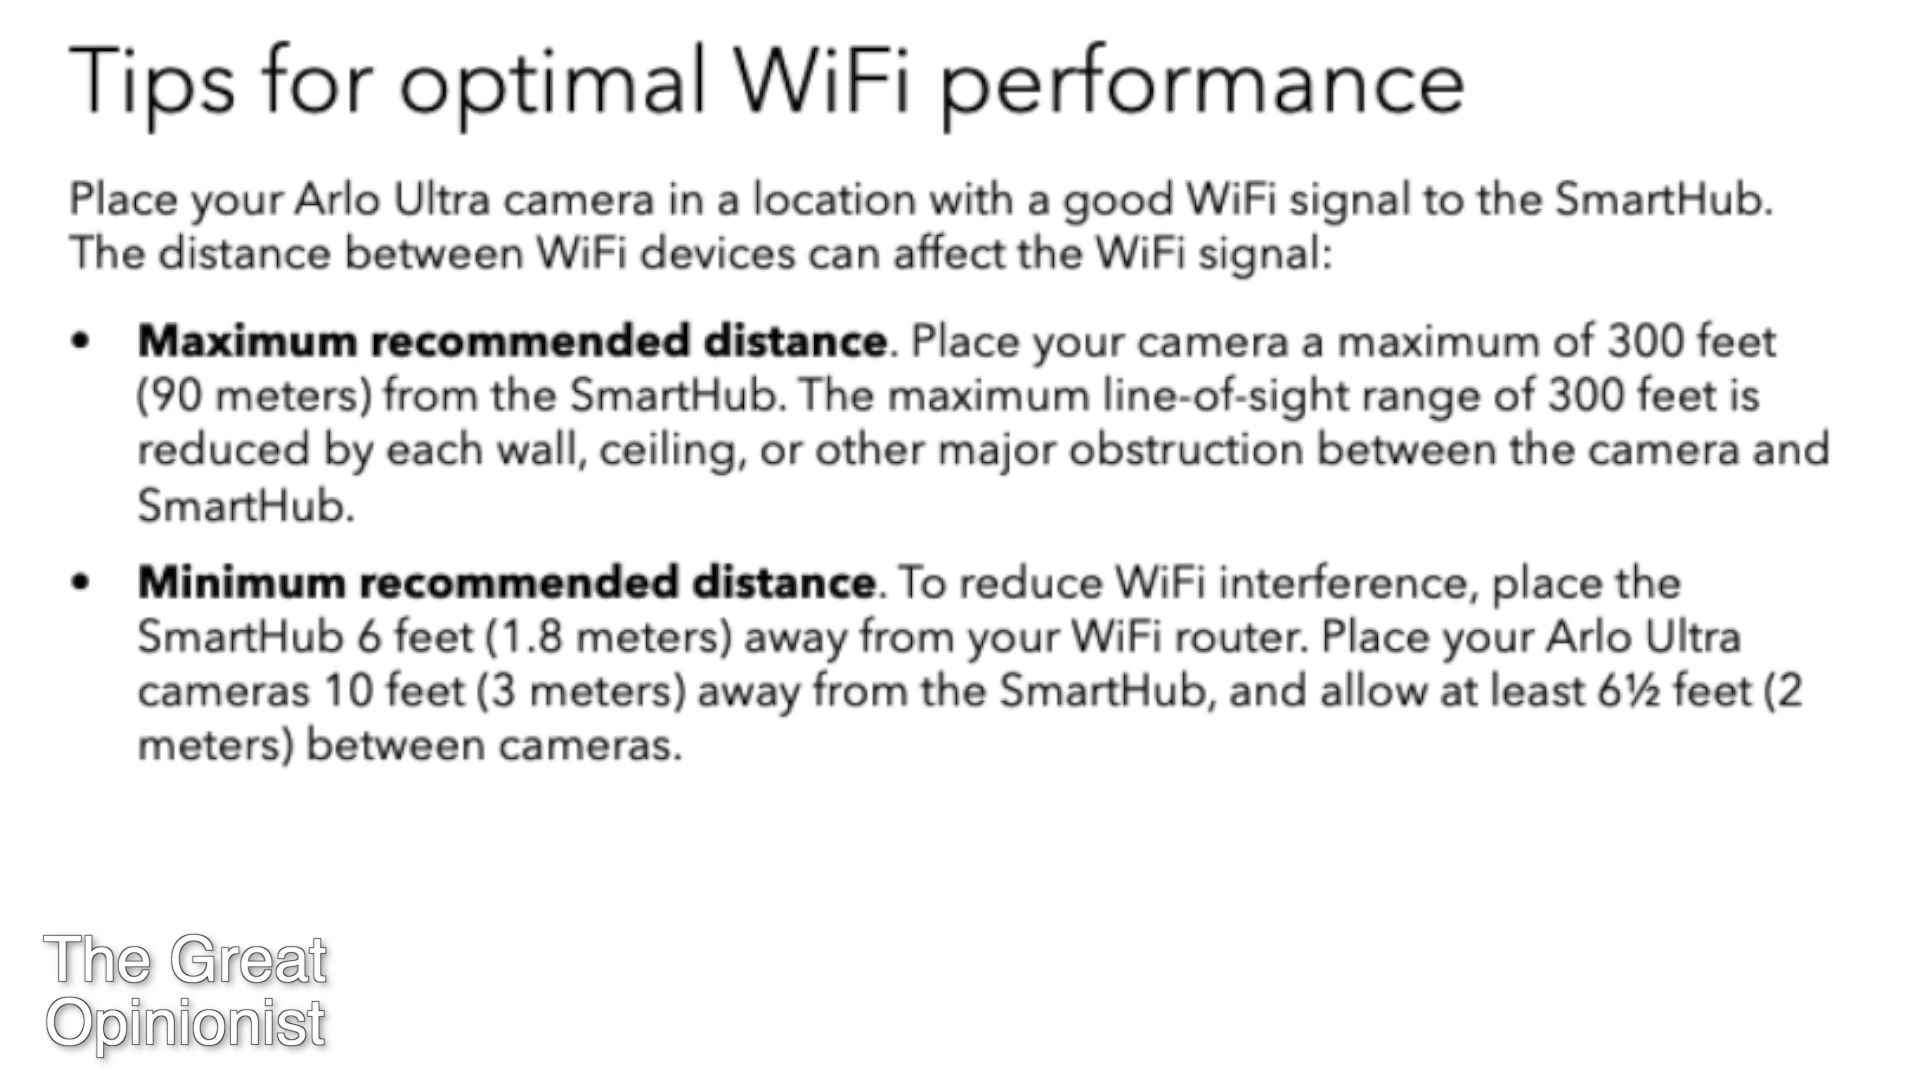 Tips for optimal WiFi performance
Place your Arlo Ultra camera in a location with a good WiFi signal to the SmartHub.
The distance between WiFi devices can affect the WiFi signal:
• Maximum recommended distance. Place your camera a maximum of 300 feet
(90 meters) from the SmartHub. The maximum line-of-sight range of 300 feet is
reduced by each wall, ceiling, or other major obstruction between the camera and
SmartHub.
• Minimum recommended distance. To reduce WiFi interference, place the
SmartHub 6 feet (1.8 meters) away from your WiFi router. Place your Arlo Ultra
cameras 10 feet (3 meters) away from the SmartHub, and allow at least 6½ feet (2
meters) between cameras.
The Great
Opinionist